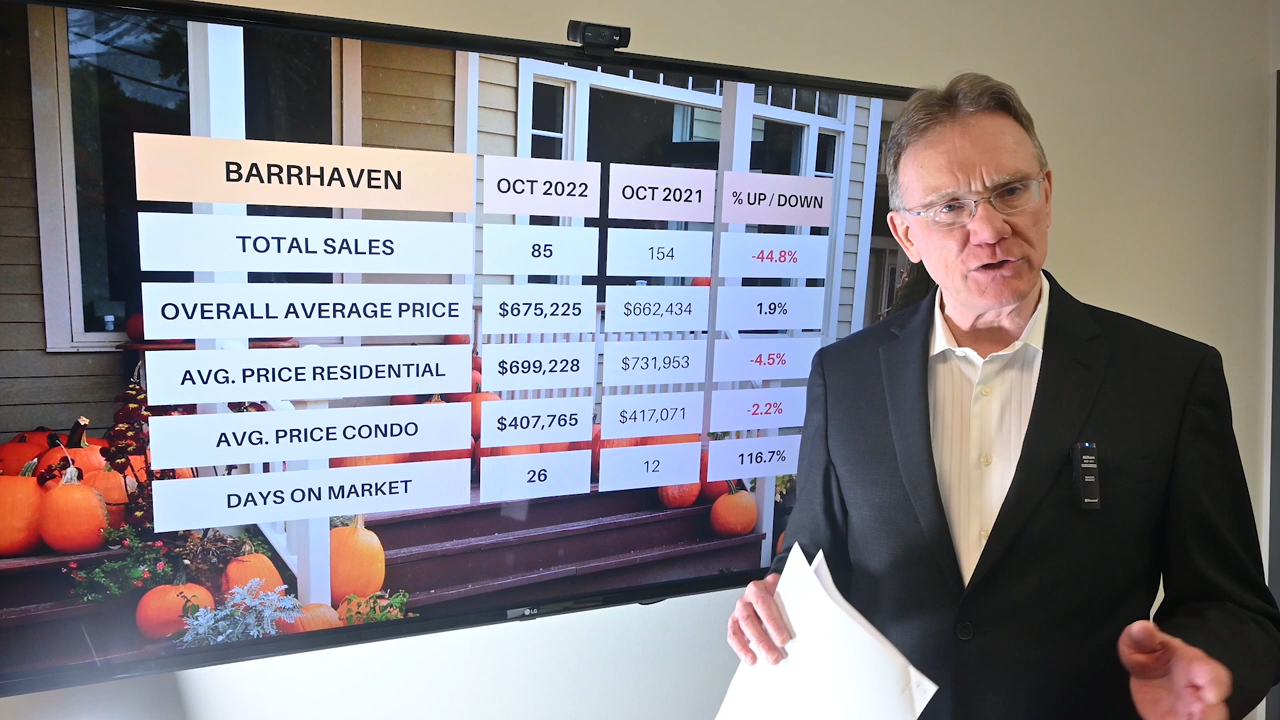 BARRHAVEN OCT 2022 OCT 2021 % UP / DOWN
TOTAL SALES 85 154 -44.8%
OVERALL AVERAGE PRICE $675,225 $662,434 1.9%
AVG. PRICE RESIDENTIAL $699,228 $731,953 -4.5%
AVG. PRICE CONDO $407,765 $417,071 -2.2%
DAYS ON MARKET 26 12 116.7%
LG